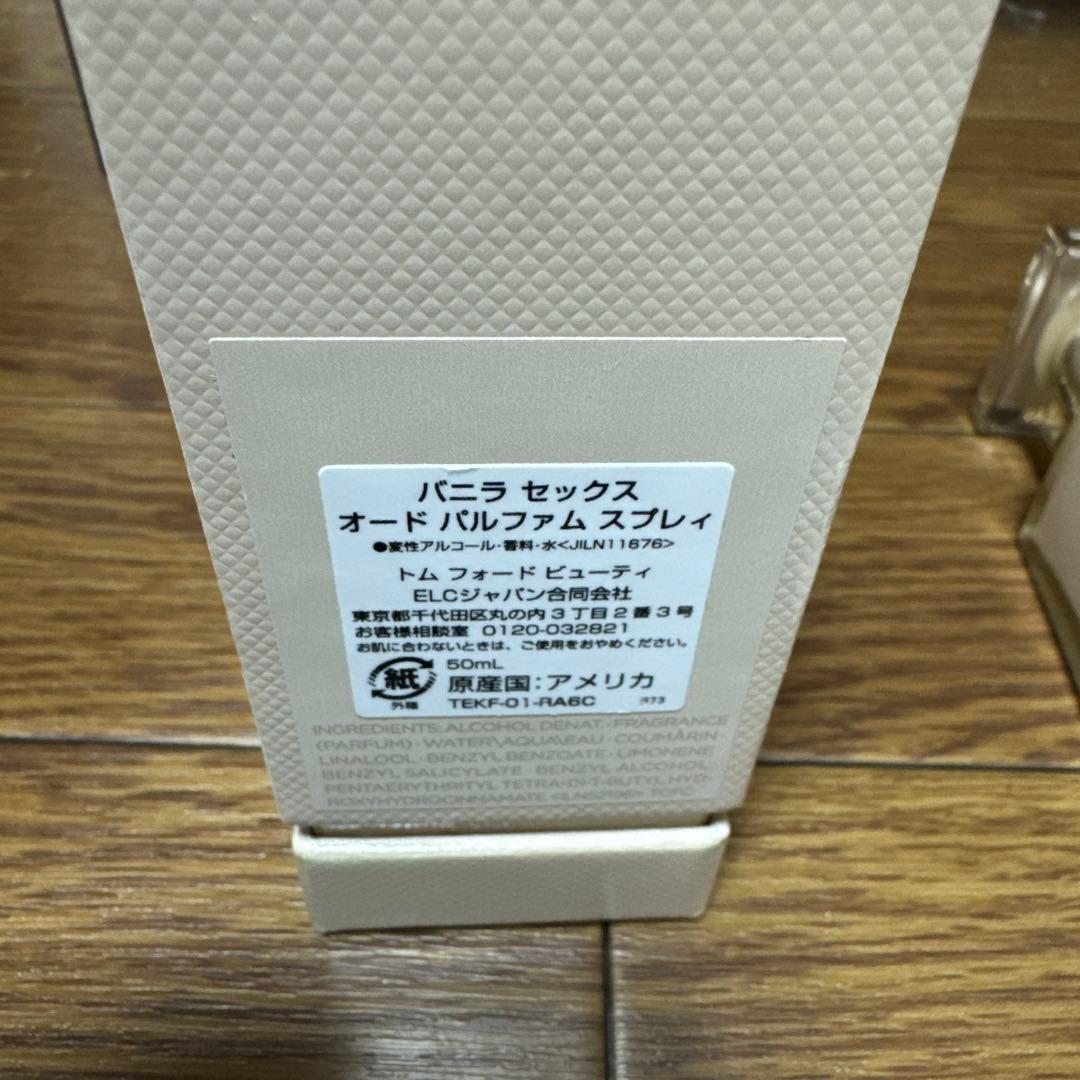 バニラ セックス
オード パルファム スプレィ
●変性アルコール・香料・水<JILN11676>
トム フォード ビューティ
ELCジャパン合同会社
東京都千代田区丸の内3丁目2番3号
お客様相談室 0120-032821
お肌に合わないときは、ご使用をおやめください。
紙
外箱
50mL
原産国:アメリカ
TEKF-01-RA6C
INGREDIENTS: ALCOHOL DENAT. · FRAGRANCE
(PARFUM) · WATER\AQUA\EAU · COUMARIN
LINALOOL · BENZYL BENZOATE · LIMONENE
BENZYL SALICYLATE · BENZYL ALCOHOL
PENTAERYTHRITYL TETRA-DI-T-BUTYL HYD-
ROXYHYDROCINNAMATE